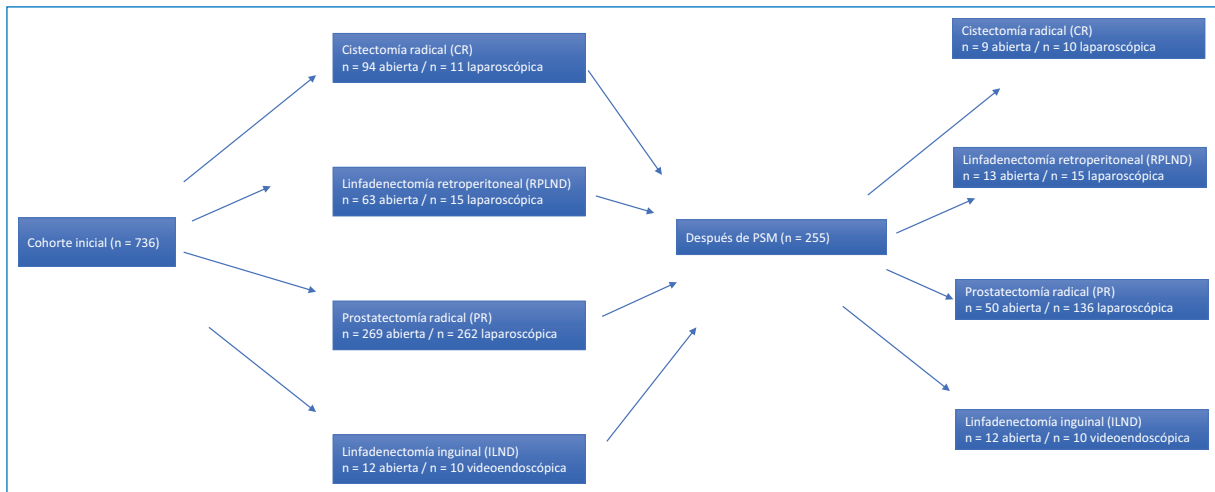 Cohorte inicial (n = 736)
Cistectomía radical (CR)
n = 94 abierta / n = 11 laparoscópica
Linfadenectomía retroperitoneal (RPLND)
n = 63 abierta / n = 15 laparoscópica
Prostatectomía radical (PR)
n = 269 abierta / n = 262 laparoscópica
Linfadenectomía inguinal (ILND)
n = 12 abierta / n = 10 videoendoscópica
Después de PSM (n = 255)
Cistectomía radical (CR)
n = 9 abierta / n = 10 laparoscópica
Linfadenectomía retroperitoneal (RPLND)
n = 13 abierta / n = 15 laparoscópica
Prostatectomía radical (PR)
n = 50 abierta / n = 136 laparoscópica
Linfadenectomía inguinal (ILND)
n = 12 abierta / n = 10 videoendoscópica